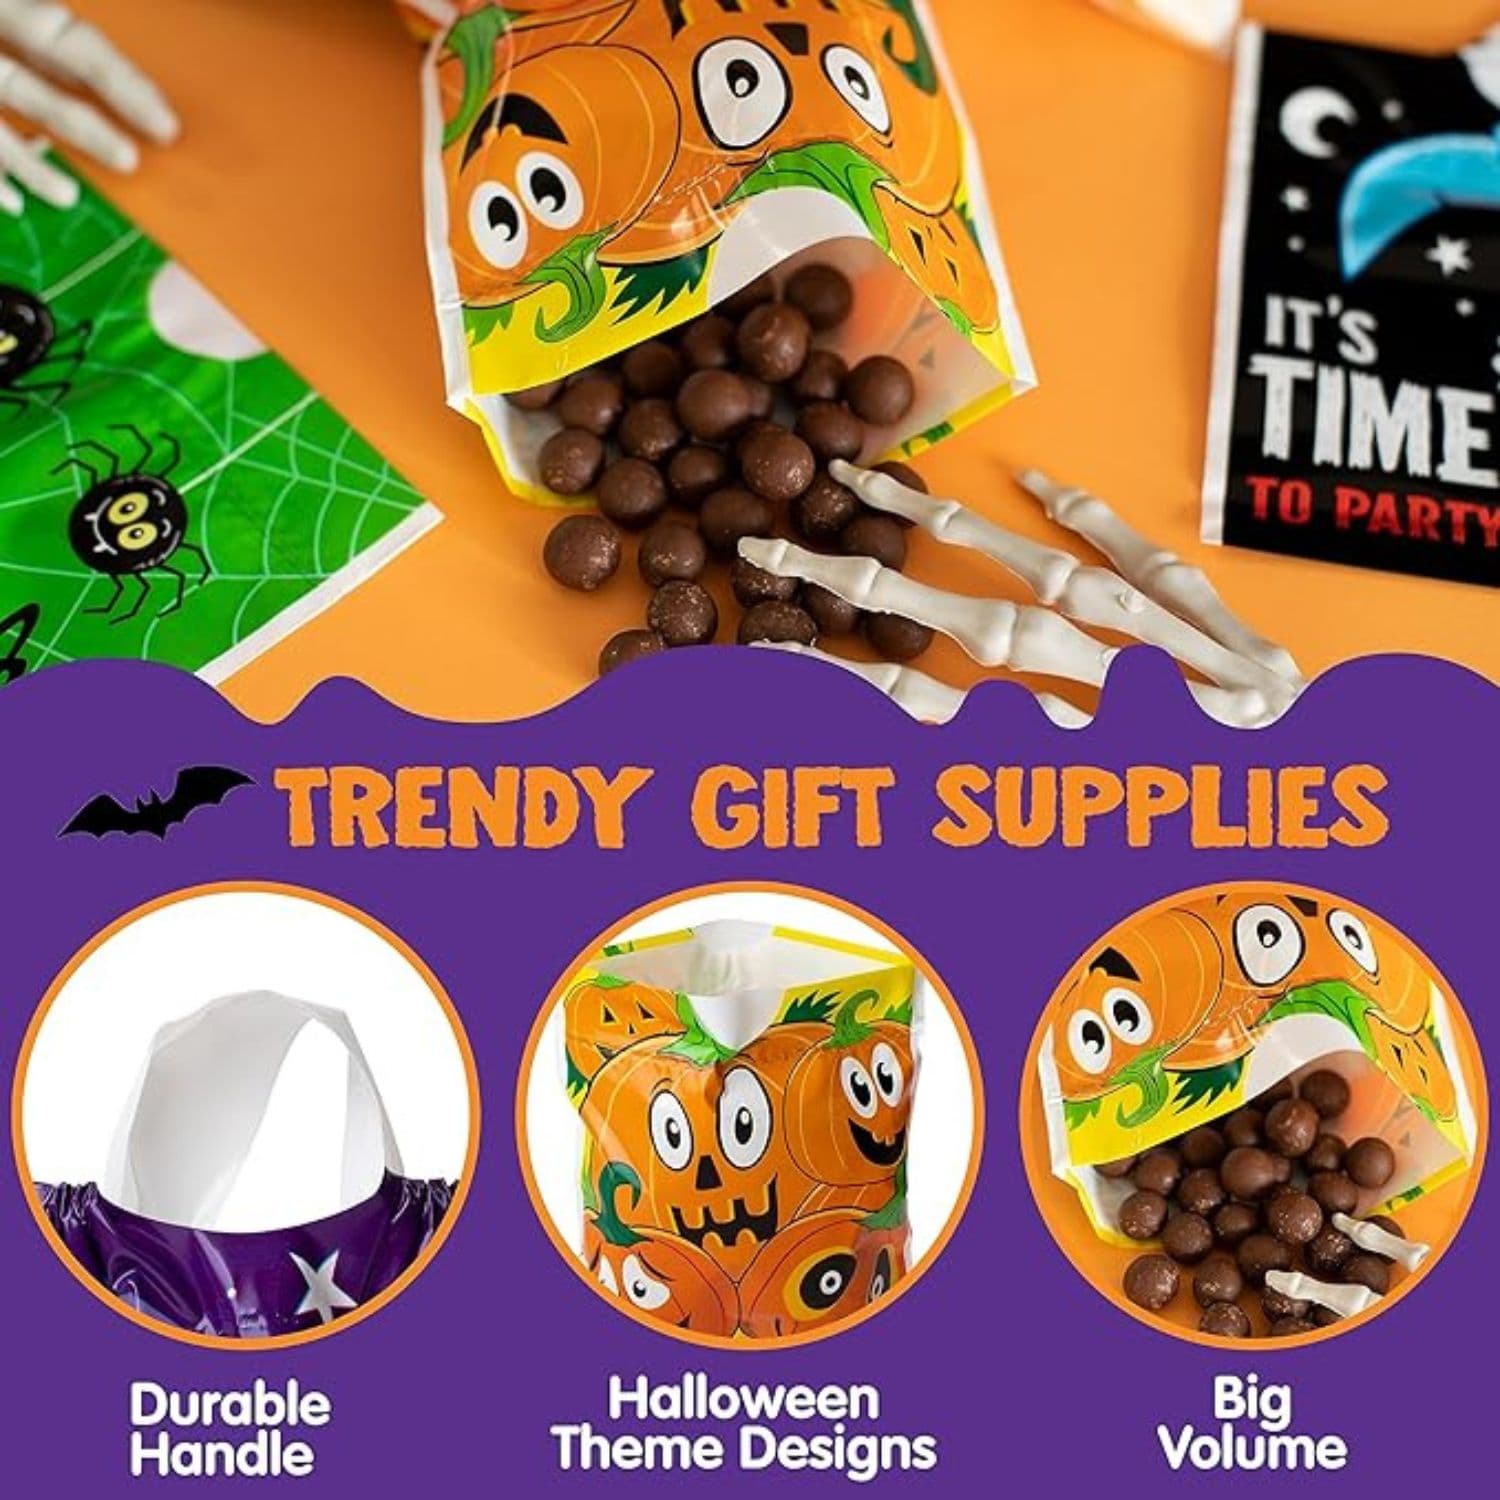 IT'S
TIME
TO PARTY
TRENDY GIFT SUPPLIES
Durable
Handle
Halloween
Theme Designs
Big
Volume